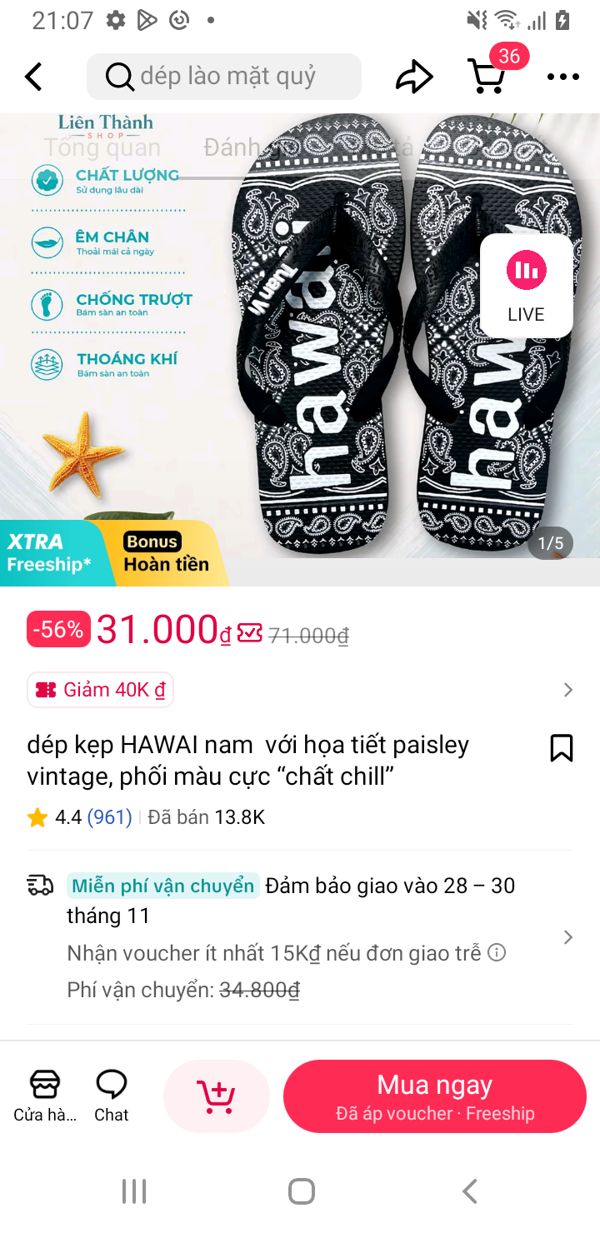 21:07
dép lào mặt quỷ
36
Liên Thành
SHOP
Tổng quan
Đánh
CHẤT LƯỢNG
Sử dụng lâu dài
ÊM CHÂN
Thoải mái cả ngày
CHỐNG TRƯỢT
Bám sàn an toàn
THOÁNG KHÍ
Bám sàn an toàn
hawaii
TuanVi
haw
LIVE
XTRA
Freeship*
Bonus
Hoàn tiền
1/5
-56% 31.000₫ 71.000₫
Giảm 40K ₫
dép kẹp HAWAI nam với họa tiết paisley
vintage, phối màu cực “chất chill”
4.4 (961) Đã bán 13.8K
Miễn phí vận chuyển Đảm bảo giao vào 28 – 30
tháng 11
Nhận voucher ít nhất 15K₫ nếu đơn giao trễ
Phí vận chuyển: 34.800₫
Cửa hà...
Chat
Mua ngay
Đã áp voucher · Freeship